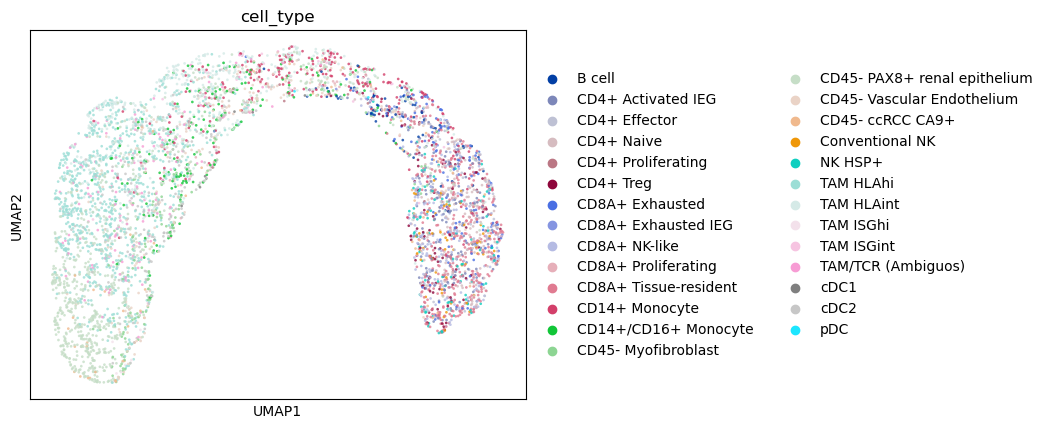 cell_type
UMAP2
UMAP1
B cell
CD4+ Activated IEG
CD4+ Effector
CD4+ Naive
CD4+ Proliferating
CD4+ Treg
CD8A+ Exhausted
CD8A+ Exhausted IEG
CD8A+ NK-like
CD8A+ Proliferating
CD8A+ Tissue-resident
CD14+ Monocyte
CD14+/CD16+ Monocyte
CD45- Myofibroblast
CD45- PAX8+ renal epithelium
CD45- Vascular Endothelium
CD45- ccRCC CA9+
Conventional NK
NK HSP+
TAM HLAhi
TAM HLAint
TAM ISGhi
TAM ISGint
TAM/TCR (Ambiguos)
cDC1
cDC2
pDC